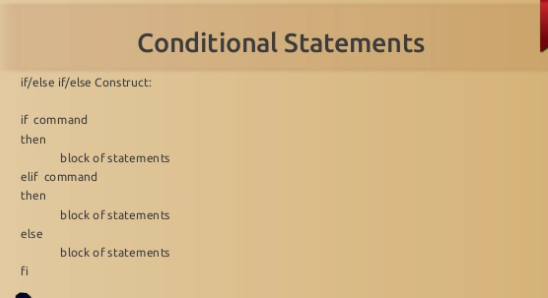 Conditional Statements
if/else if/else Construct:
if command
then
block of statements
elif command
then
block of statements
else
block of statements
fi